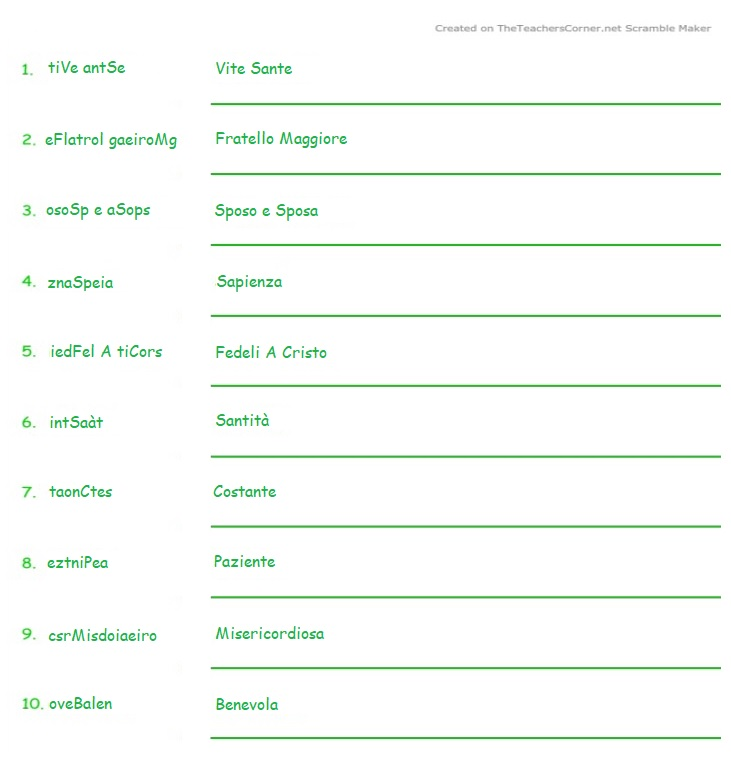 Created on TheTeachersCorner.net Scramble Maker
1. tiVe antSe Vite Sante
2. eFlatrol gaeiroMg Fratello Maggiore
3. osoSp e aSops Sposo e Sposa
4. znaSpeia Sapienza
5. iedFel A tiCors Fedeli A Cristo
6. intSaàt Santità
7. taonCtes Costante
8. eztniPea Paziente
9. csrMisdoiaeiro Misericordiosa
10. oveBalen Benevola